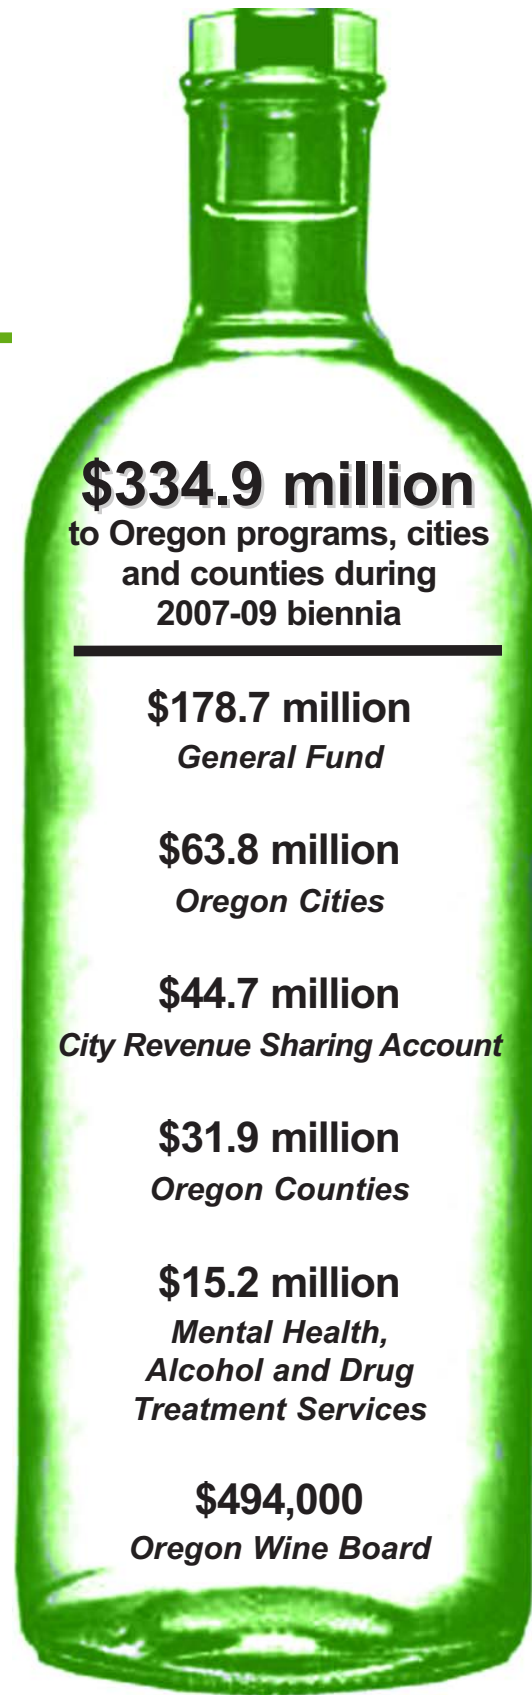 $334.9 million
to Oregon programs, cities
and counties during
2007-09 biennia
$178.7 million
General Fund
$63.8 million
Oregon Cities
$44.7 million
City Revenue Sharing Account
$31.9 million
Oregon Counties
$15.2 million
Mental Health,
Alcohol and Drug
Treatment Services
$494,000
Oregon Wine Board